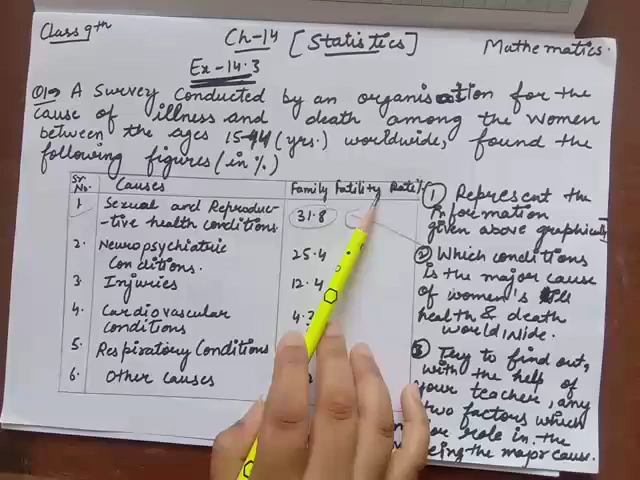 Class 9th
Ch-14 [Statistics]
Mathematics.
Ex-14.3
Q1→ A Survey Conducted by an organisation for the
cause of illness and death among the Women
between the ages 15-44 (yrs.) worldwide, found the
following figures (in %)
Sr. No. Causes Family Fatility Rate%
1. Sexual and Reproduc-
-tive health conditions. 31.8
2. Neuropsychiatric
Conditions. 25.4
3. Injuries 12.4
4. Cardiovascular
conditions 4.3
5. Respiratory Conditions
6. Other Causes
① Represent the
information
given above graphically
② Which conditions
is the major cause
of women's ill
health & death
worldwide.
③ Try to find out,
with the help of
your teacher, any
two factors which
role in the
being the major cause.